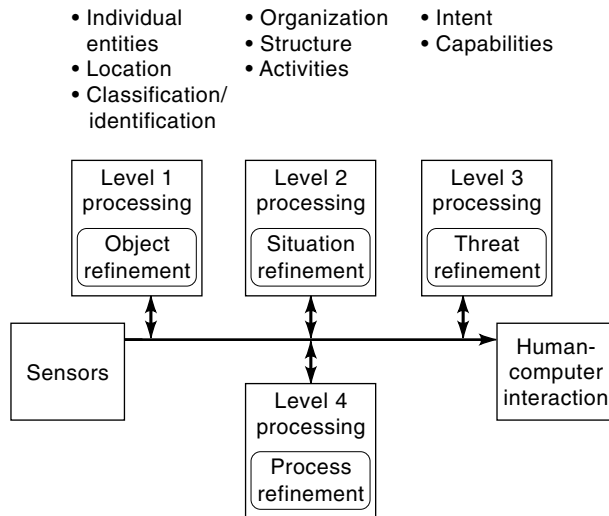 • Individual
entities
• Location
• Classification/
identification
• Organization
• Structure
• Activities
• Intent
• Capabilities
Level 1
processing
Object
refinement
Level 2
processing
Situation
refinement
Level 3
processing
Threat
refinement
Sensors
Human-
computer
interaction
Level 4
processing
Process
refinement